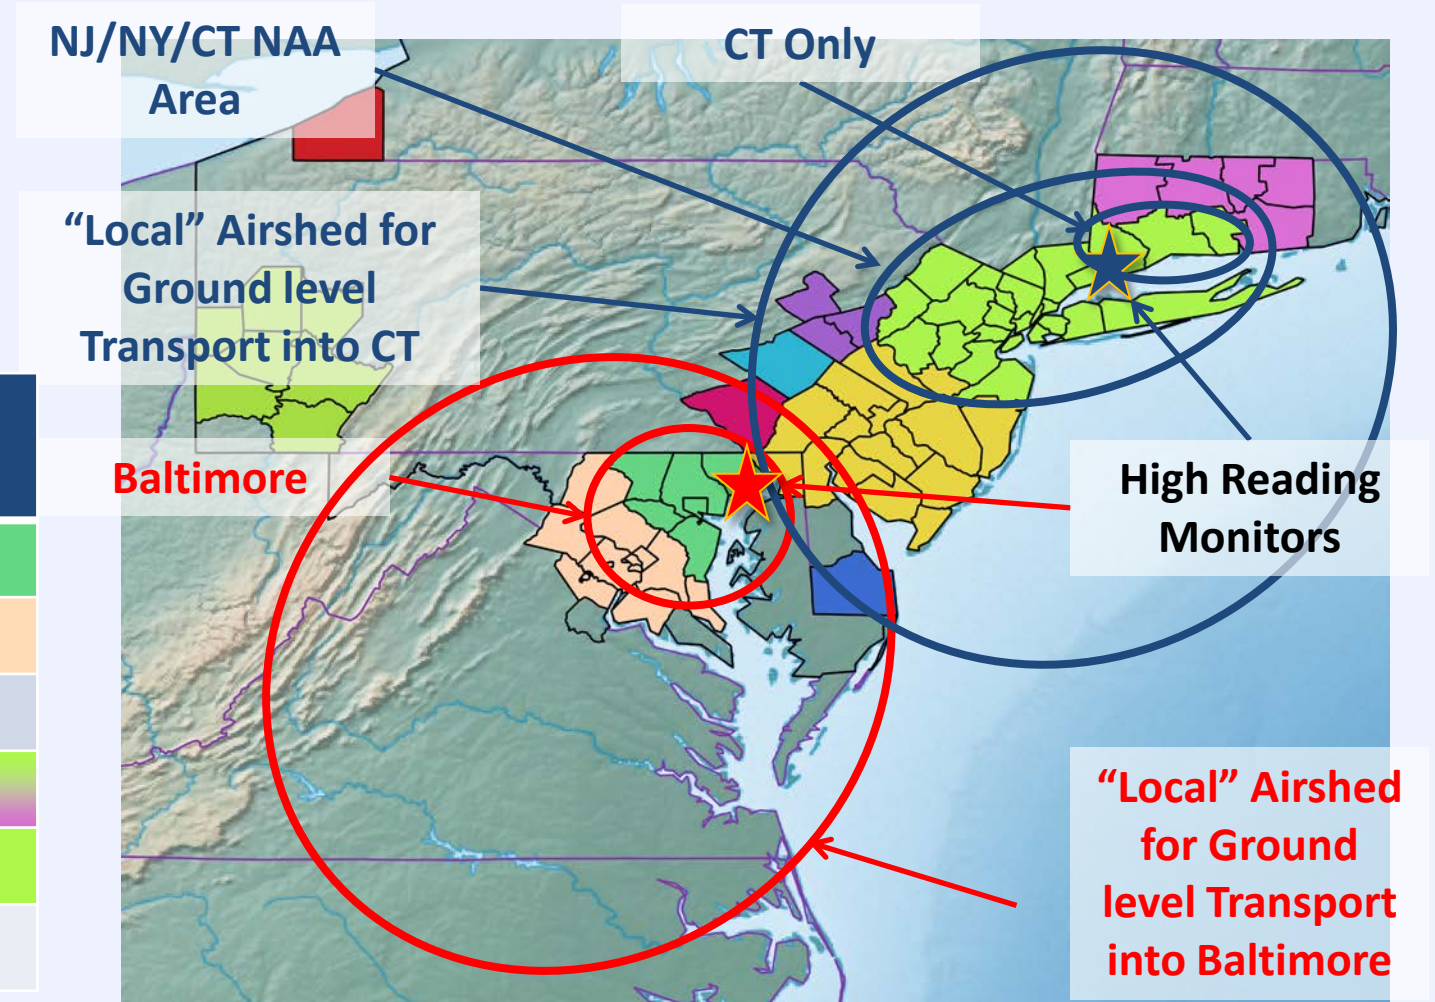 NJ/NY/CT NAA
Area
CT Only
“Local” Airshed for
Ground level
Transport into CT
Baltimore
High Reading
Monitors
“Local” Airshed
for Ground
level Transport
into Baltimore